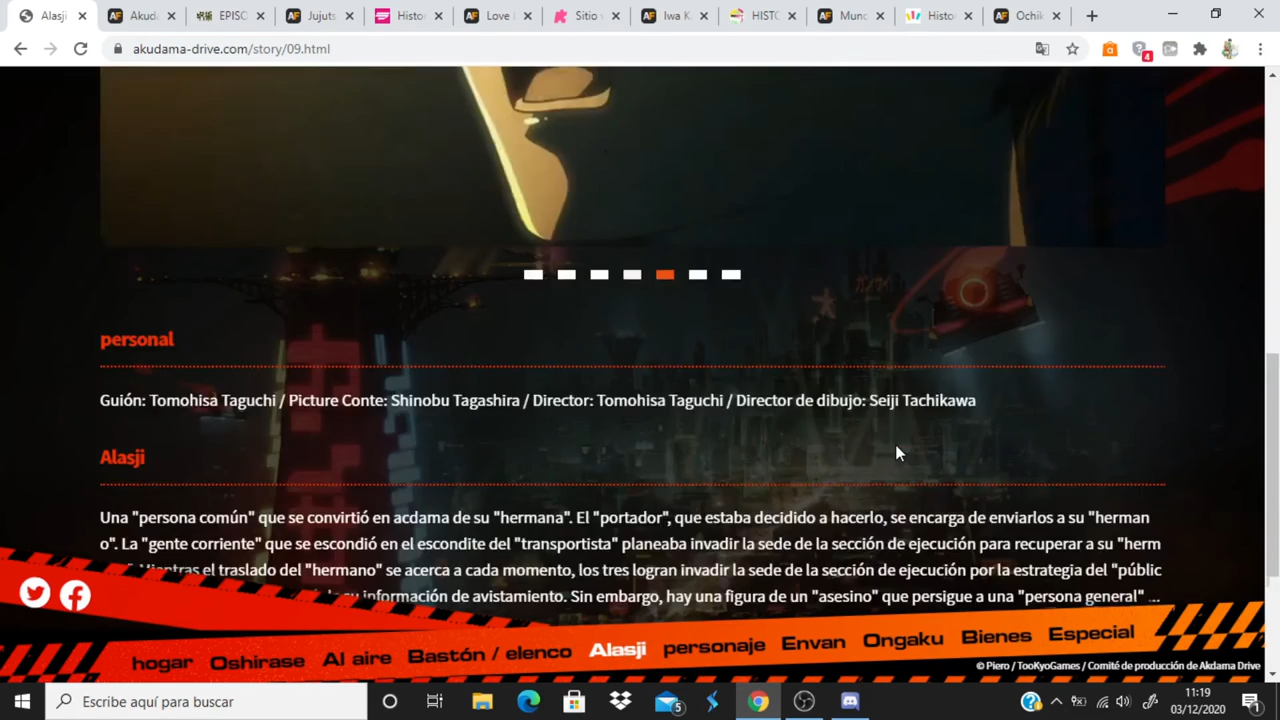 Alasji
Akud
EPISC
Jujuts
Histor
Love
Sitio v
Iwa K
HISTC
Munc
Histo
Ochik
akudama-drive.com/story/09.html
4
personal
Guión: Tomohisa Taguchi / Picture Conte: Shinobu Tagashira / Director: Tomohisa Taguchi / Director de dibujo: Seiji Tachikawa
Alasji
Una "persona común" que se convirtió en acdama de su "hermana". El "portador", que estaba decidido a hacerlo, se encarga de enviarlos a su "herman
o". La "gente corriente" que se escondió en el escondite del "transportista" planeaba invadir la sede de la sección de ejecución para recuperar a su "herm
Mientras el traslado del "hermano" se acerca a cada momento, los tres logran invadir la sede de la sección de ejecución por la estrategia del "públic
información de avistamiento. Sin embargo, hay una figura de un "asesino" que persigue a una "persona general" ...
hogar Oshirase Al aire Bastón / elenco Alasji personaje Envan Ongaku Bienes Especial
© Piero / TooKyoGames / Comité de producción de Akdama Drive
Escribe aquí para buscar
5
11:19
03/12/2020
1